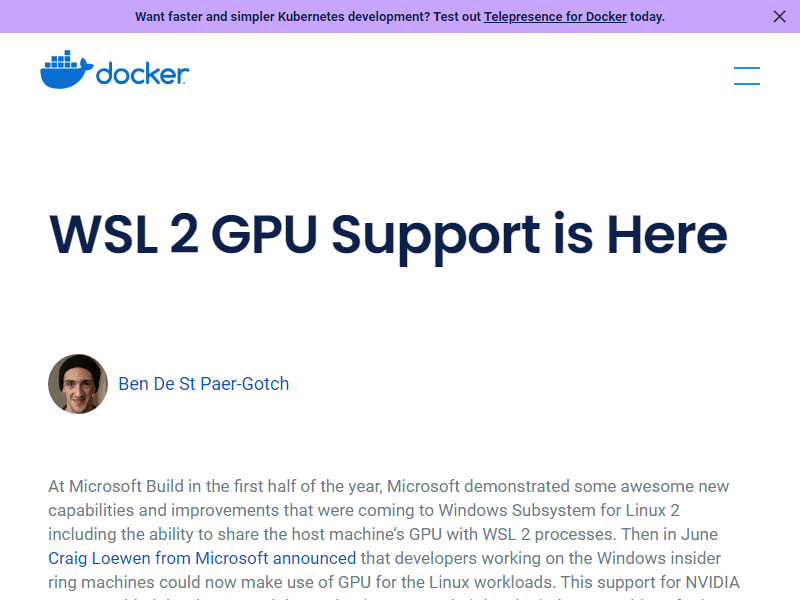 Want faster and simpler Kubernetes development? Test out Telepresence for Docker today.
docker
WSL 2 GPU Support is Here
Ben De St Paer-Gotch
At Microsoft Build in the first half of the year, Microsoft demonstrated some awesome new
capabilities and improvements that were coming to Windows Subsystem for Linux 2
including the ability to share the host machine’s GPU with WSL 2 processes. Then in June
Craig Loewen from Microsoft announced that developers working on the Windows insider
ring machines could now make use of GPU for the Linux workloads. This support for NVIDIA